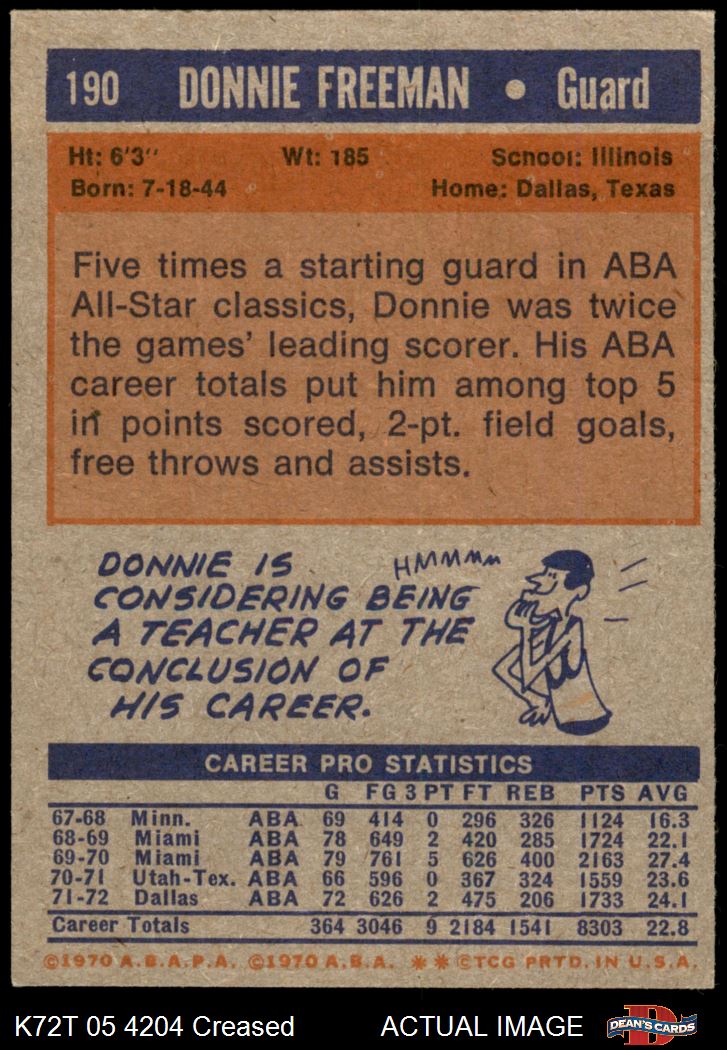 190 DONNIE FREEMAN • Guard
Ht: 6'3" Wt: 185 School: Illinois
Born: 7-18-44 Home: Dallas, Texas
Five times a starting guard in ABA
All-Star classics, Donnie was twice
the games' leading scorer. His ABA
career totals put him among top 5
in points scored, 2-pt. field goals,
free throws and assists.
DONNIE IS
CONSIDERING BEING
A TEACHER AT THE
CONCLUSION OF
HIS CAREER.
HMMMMM
CAREER PRO STATISTICS
G FG 3 PT FT REB PTS AVG
67-68 Minn. ABA 69 414 0 296 326 1124 16.3
68-69 Miami ABA 78 649 2 420 285 1724 22.1
69-70 Miami ABA 79 761 5 626 400 2163 27.4
70-71 Utah-Tex. ABA 66 596 0 367 324 1559 23.6
71-72 Dallas ABA 72 626 2 475 206 1733 24.1
Career Totals 364 3046 9 2184 1541 8303 22.8
©1970 A.B.A.P.A. ©1970 A.B.A. ** ©TCG PRTD. IN U.S.A.
K72T 05 4204 Creased ACTUAL IMAGE DEAN'S CARDS